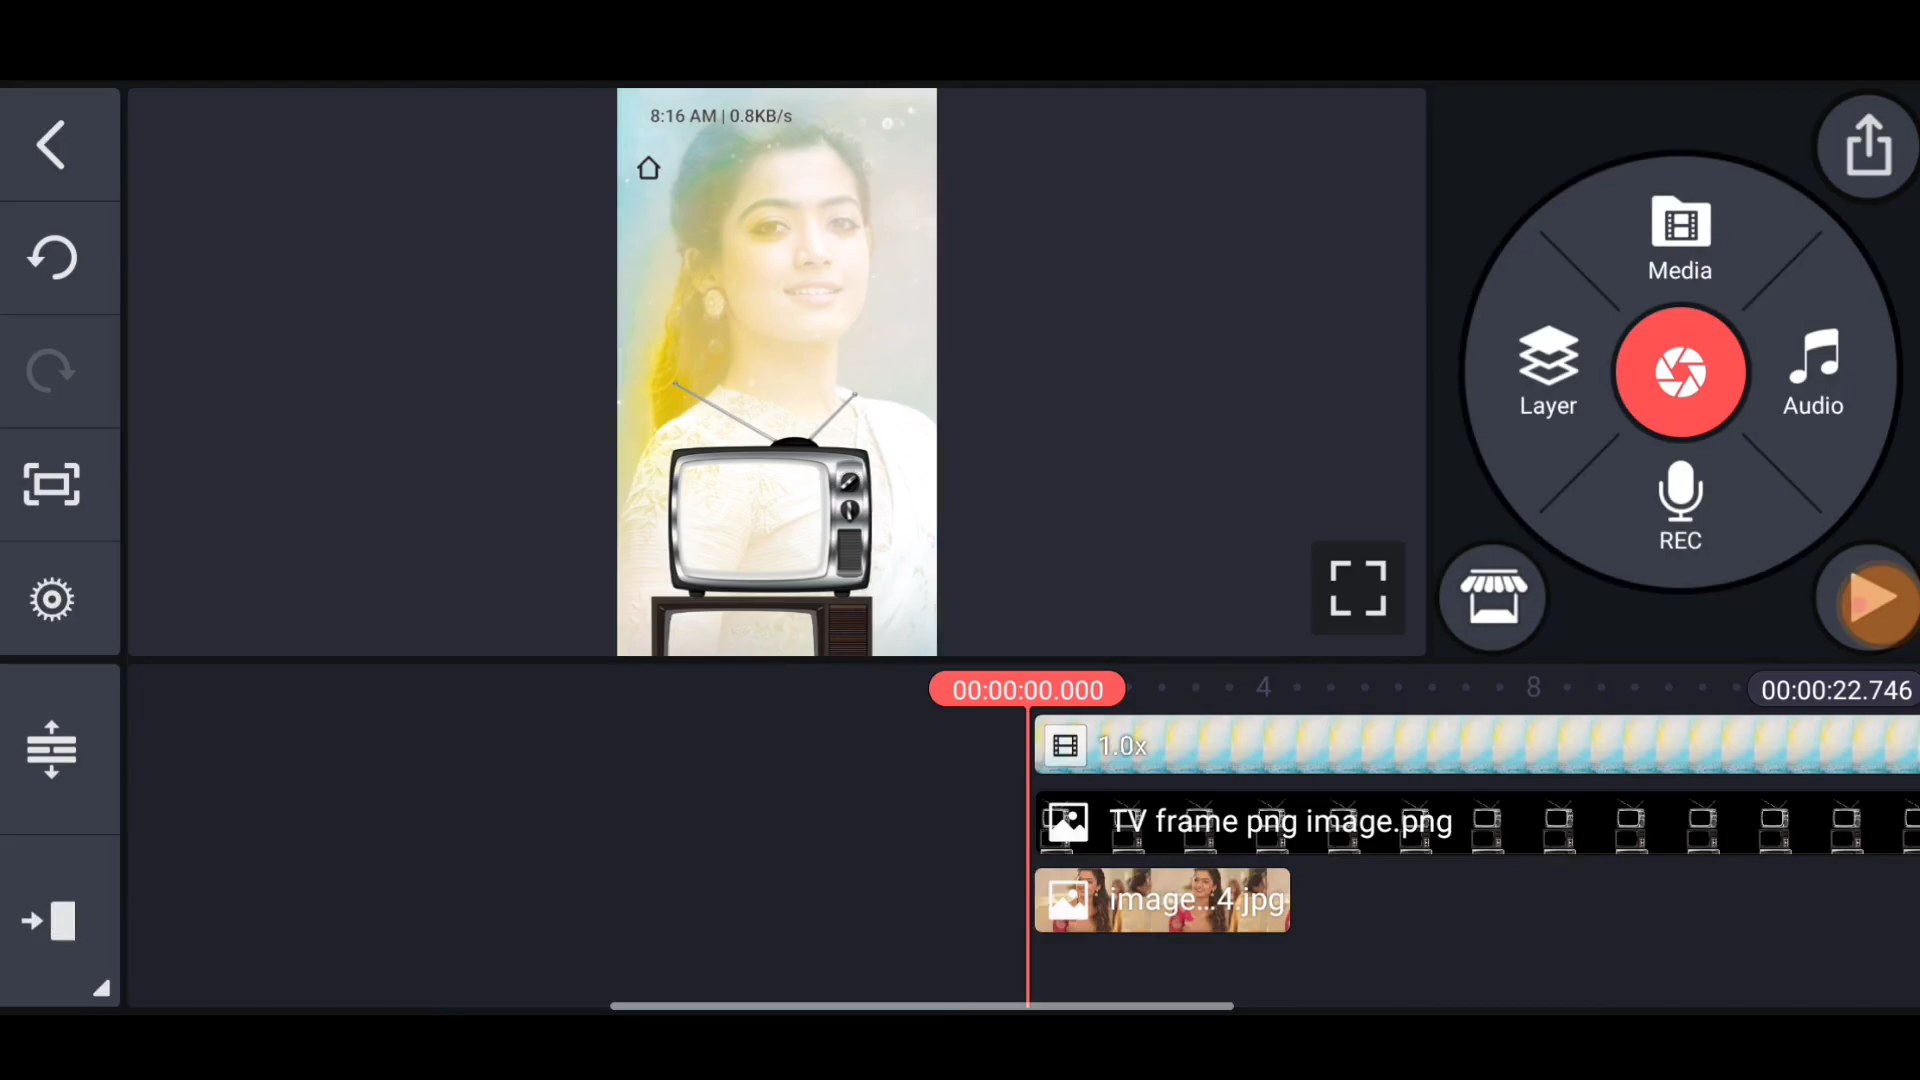 8:16 AM | 0.8KB/s
Media
Layer
Audio
REC
00:00:00.000
4
8
00:00:22.746
1.0x
TV frame png image.png
image...4.jpg